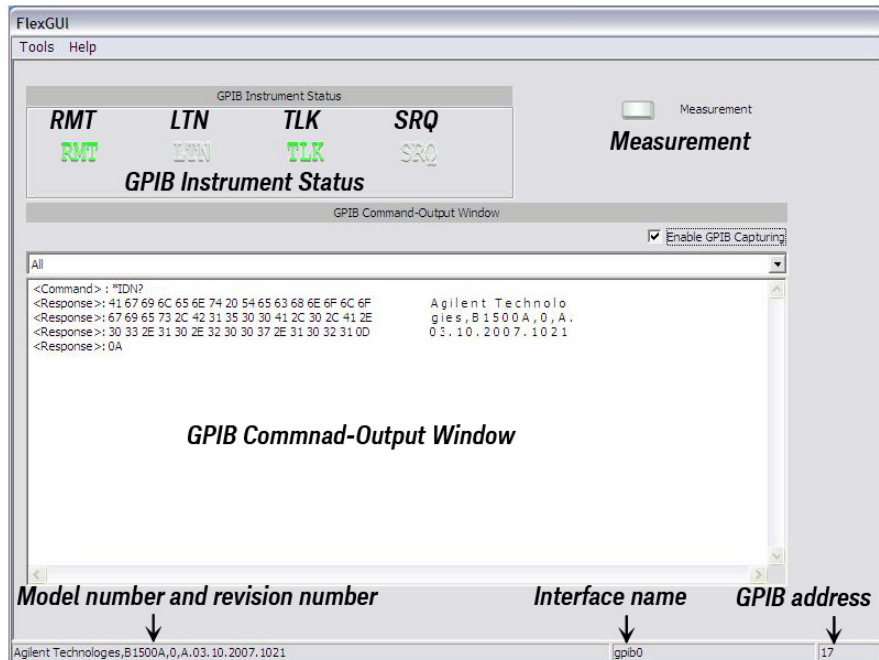 FlexGUI
Tools Help
GPIB Instrument Status
RMT LTN TLK SRQ
RMT LTN TLK SRQ
GPIB Instrument Status
Measurement
Measurement
GPIB Command-Output Window
Enable GPIB Capturing
All
<Command> : *IDN?
<Response>: 41 67 69 6C 65 6E 74 20 54 65 63 68 6E 6F 6C 6F Agilent Technolo
<Response>: 67 69 65 73 2C 42 31 35 30 30 41 2C 30 2C 41 2E gies,B1500A,0,A.
<Response>: 30 33 2E 31 30 2E 32 30 30 37 2E 31 30 32 31 0D 03.10.2007.1021
<Response>: 0A
GPIB Commnad-Output Window
Model number and revision number
Interface name
GPIB address
Agilent Technologes,B1500A,0,A.03.10.2007.1021
gpib0
17